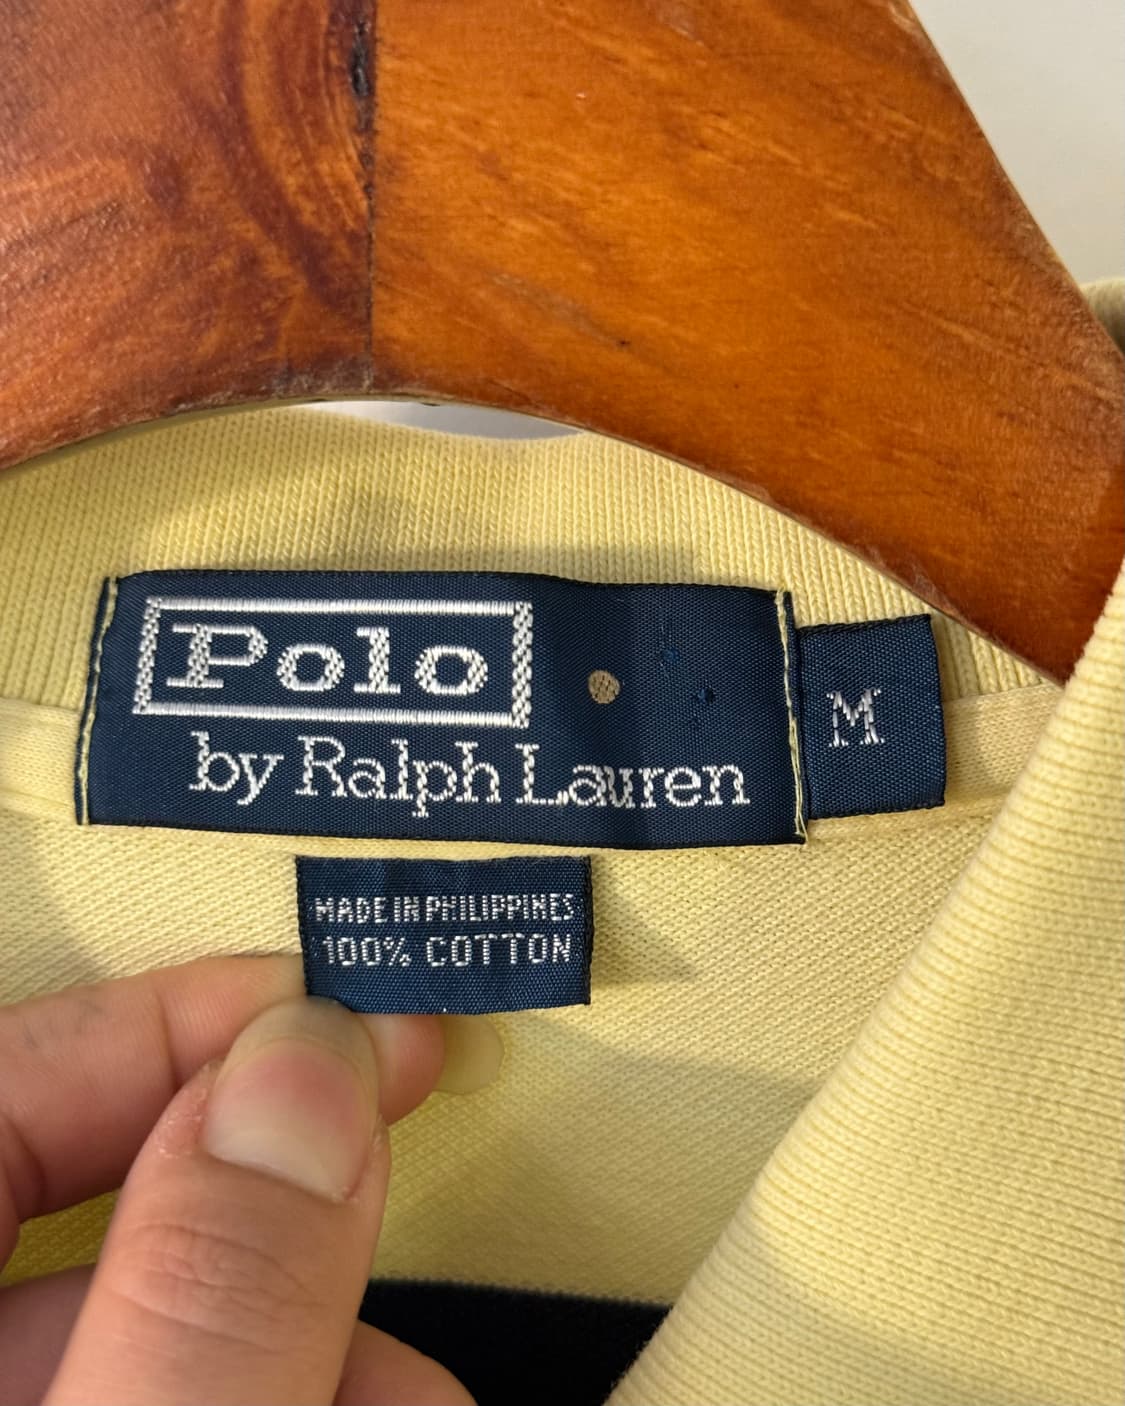 Polo
by Ralph Lauren
M
MADE IN PHILIPPINES
100% COTTON